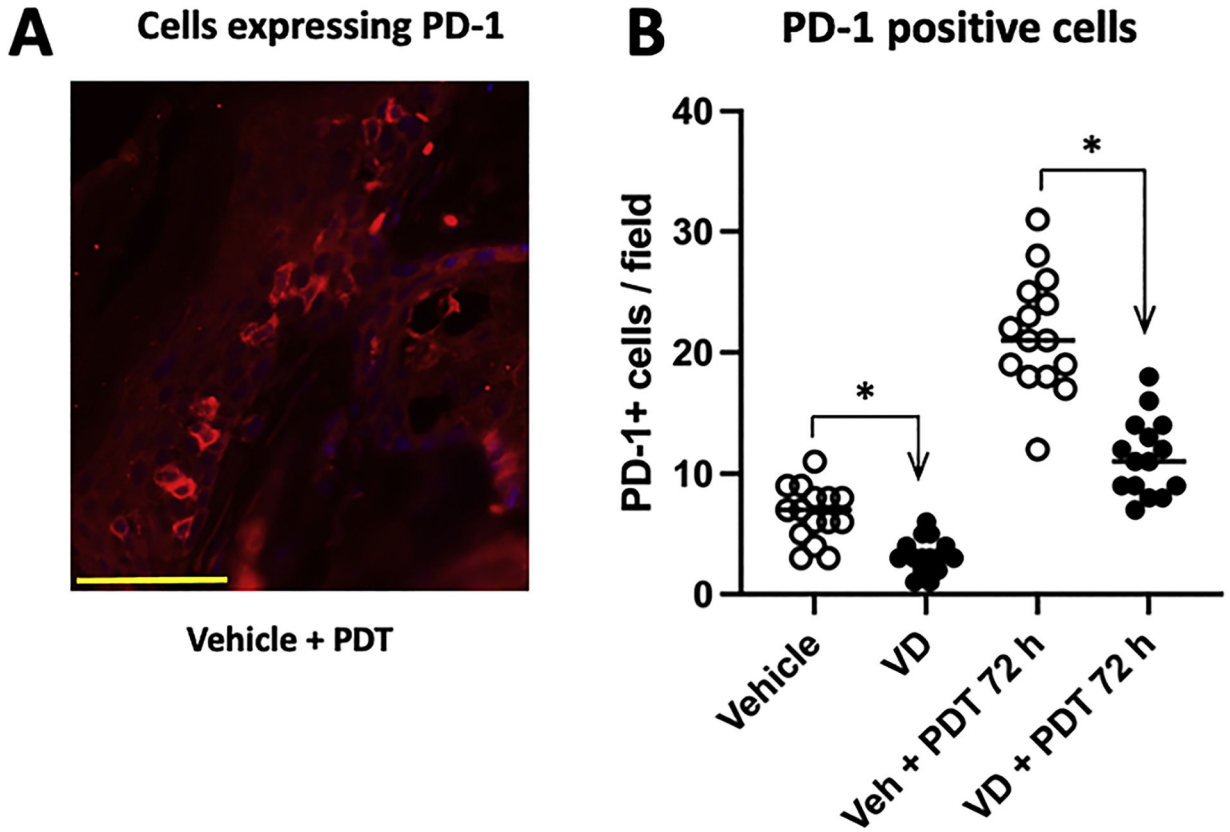 A
Cells expressing PD-1
Vehicle + PDT
B
PD-1 positive cells
PD-1+ cells / field
40
30
20
10
0
*
*
Vehicle
VD
Veh + PDT 72 h
VD + PDT 72 h